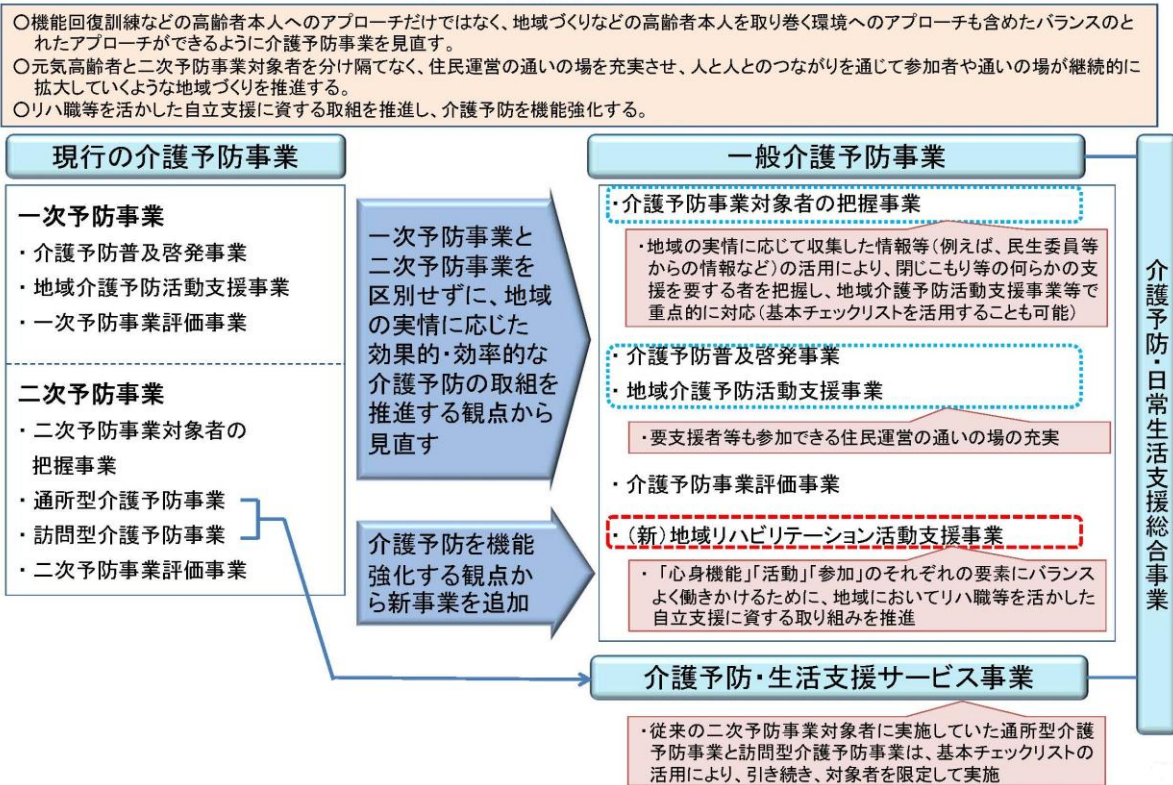 ○機能回復訓練などの高齢者本人へのアプローチだけではなく、地域づくりなどの高齢者本人を取り巻く環境へのアプローチも含めたバランスのと
れたアプローチができるように介護予防事業を見直す。
○元気高齢者と二次予防事業対象者を分け隔てなく、住民運営の通いの場を充実させ、人と人とのつながりを通じて参加者や通いの場が継続的に
拡大していくような地域づくりを推進する。
○リハ職等を活かした自立支援に資する取組を推進し、介護予防を機能強化する。
現行の介護予防事業
一次予防事業
・介護予防普及啓発事業
・地域介護予防活動支援事業
・一次予防事業評価事業
二次予防事業
・二次予防事業対象者の
把握事業
・通所型介護予防事業
・訪問型介護予防事業
・二次予防事業評価事業
一次予防事業と
二次予防事業を
区別せずに、地域
の実情に応じた
効果的・効率的な
介護予防の取組を
推進する観点から
見直す
介護予防を機能
強化する観点か
ら新事業を追加
一般介護予防事業
・介護予防事業対象者の把握事業
・地域の実情に応じて収集した情報等(例えば、民生委員等
からの情報など)の活用により、閉じこもり等の何らかの支
援を要する者を把握し、地域介護予防活動支援事業等で
重点的に対応(基本チェックリストを活用することも可能)
・介護予防普及啓発事業
・地域介護予防活動支援事業
・要支援者等も参加できる住民運営の通いの場の充実
・介護予防事業評価事業
・(新)地域リハビリテーション活動支援事業
・「心身機能」「活動」「参加」のそれぞれの要素にバランス
よく働きかけるために、地域においてリハ職等を活かした
自立支援に資する取り組みを推進
介護予防・生活支援サービス事業
・従来の二次予防事業対象者に実施していた通所型介護
予防事業と訪問型介護予防事業は、基本チェックリストの
活用により、引き続き、対象者を限定して実施
介護予防・日常生活支援総合事業